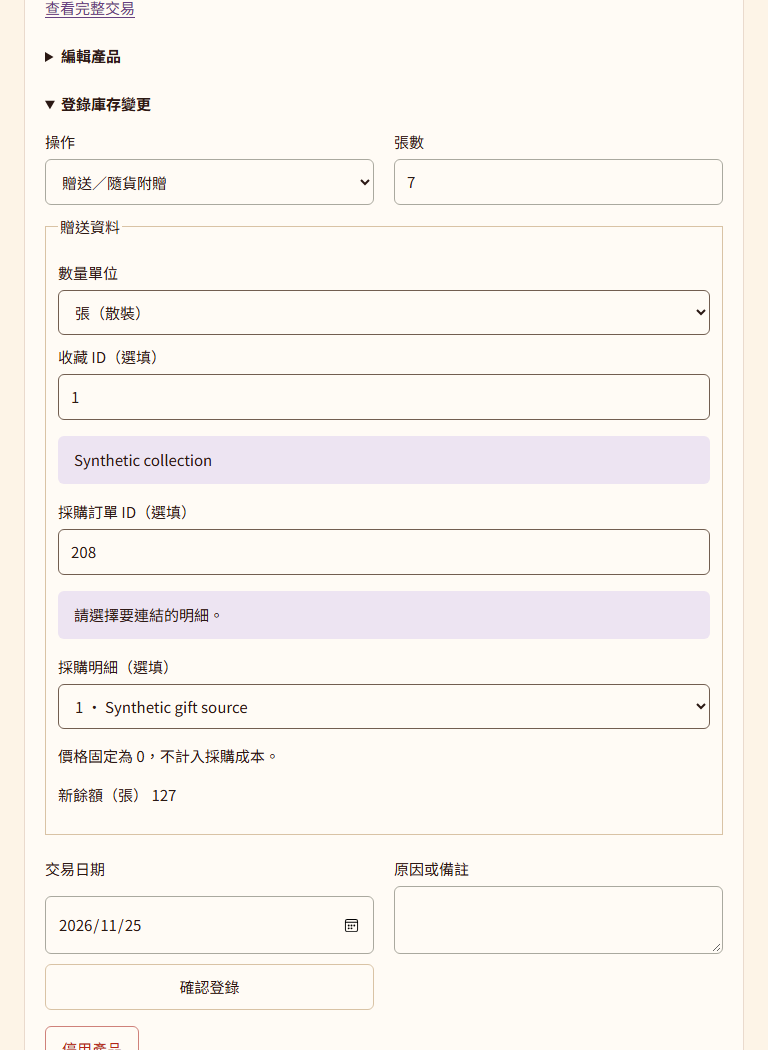 查看完整交易
▶ 編輯產品
▼ 登錄庫存變更
操作
張數
贈送／隨貨附贈
7
贈送資料
數量單位
張（散裝）
收藏 ID（選填）
1
Synthetic collection
採購訂單 ID（選填）
208
請選擇要連結的明細。
採購明細（選填）
1 · Synthetic gift source
價格固定為 0，不計入採購成本。
新餘額（張） 127
交易日期
原因或備註
2026/11/25
確認登錄
停用產品